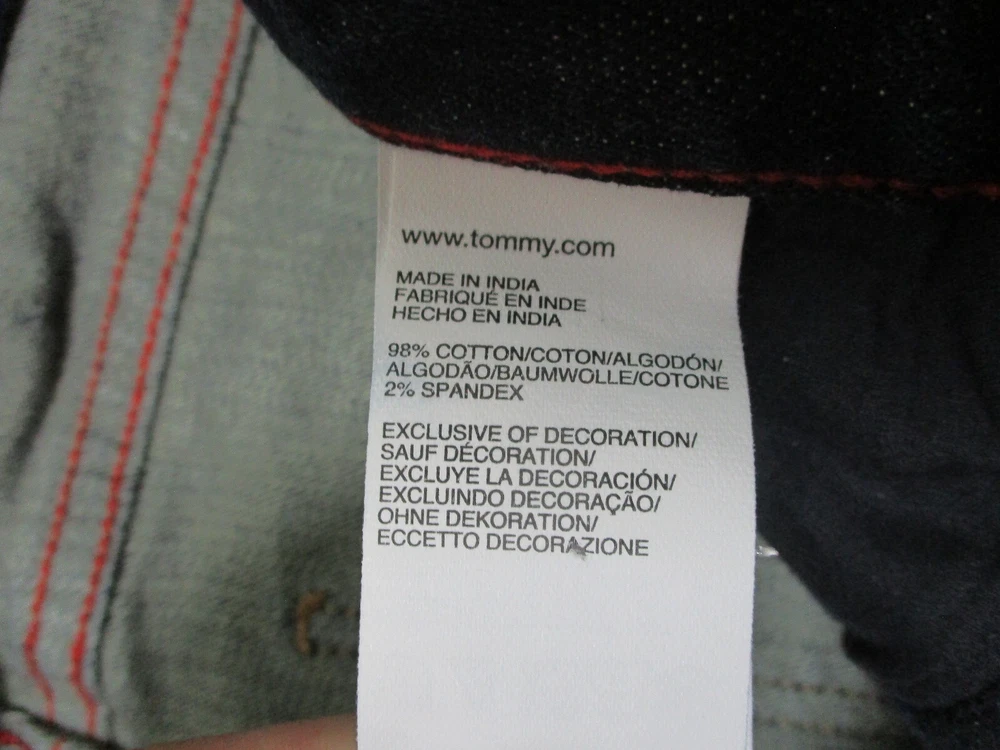 www.tommy.com
MADE IN INDIA
FABRIQUÉ EN INDE
HECHO EN INDIA
98% COTTON/COTON/ALGODÓN/
ALGODÃO/BAUMWOLLE/COTONE
2% SPANDEX
EXCLUSIVE OF DECORATION/
SAUF DÉCORATION/
EXCLUYE LA DECORACIÓN/
EXCLUINDO DECORAÇÃO/
OHNE DEKORATION/
ECCETTO DECORAZIONE